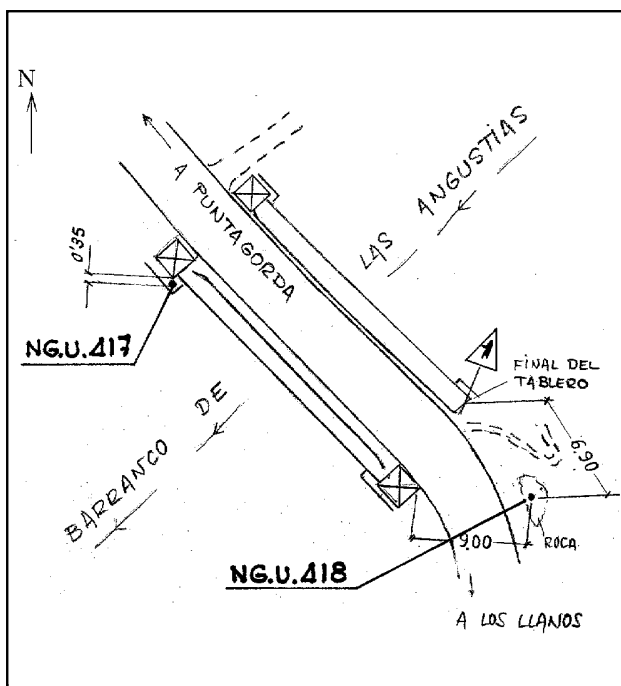 N
A PUNTAGORDA
LAS ANGUSTIAS
0'35
NG.U.417
FINAL DEL
TABLERO
BARRANCO DE
6.90
9.00
ROCA
NG.U.418
A LOS LLANOS